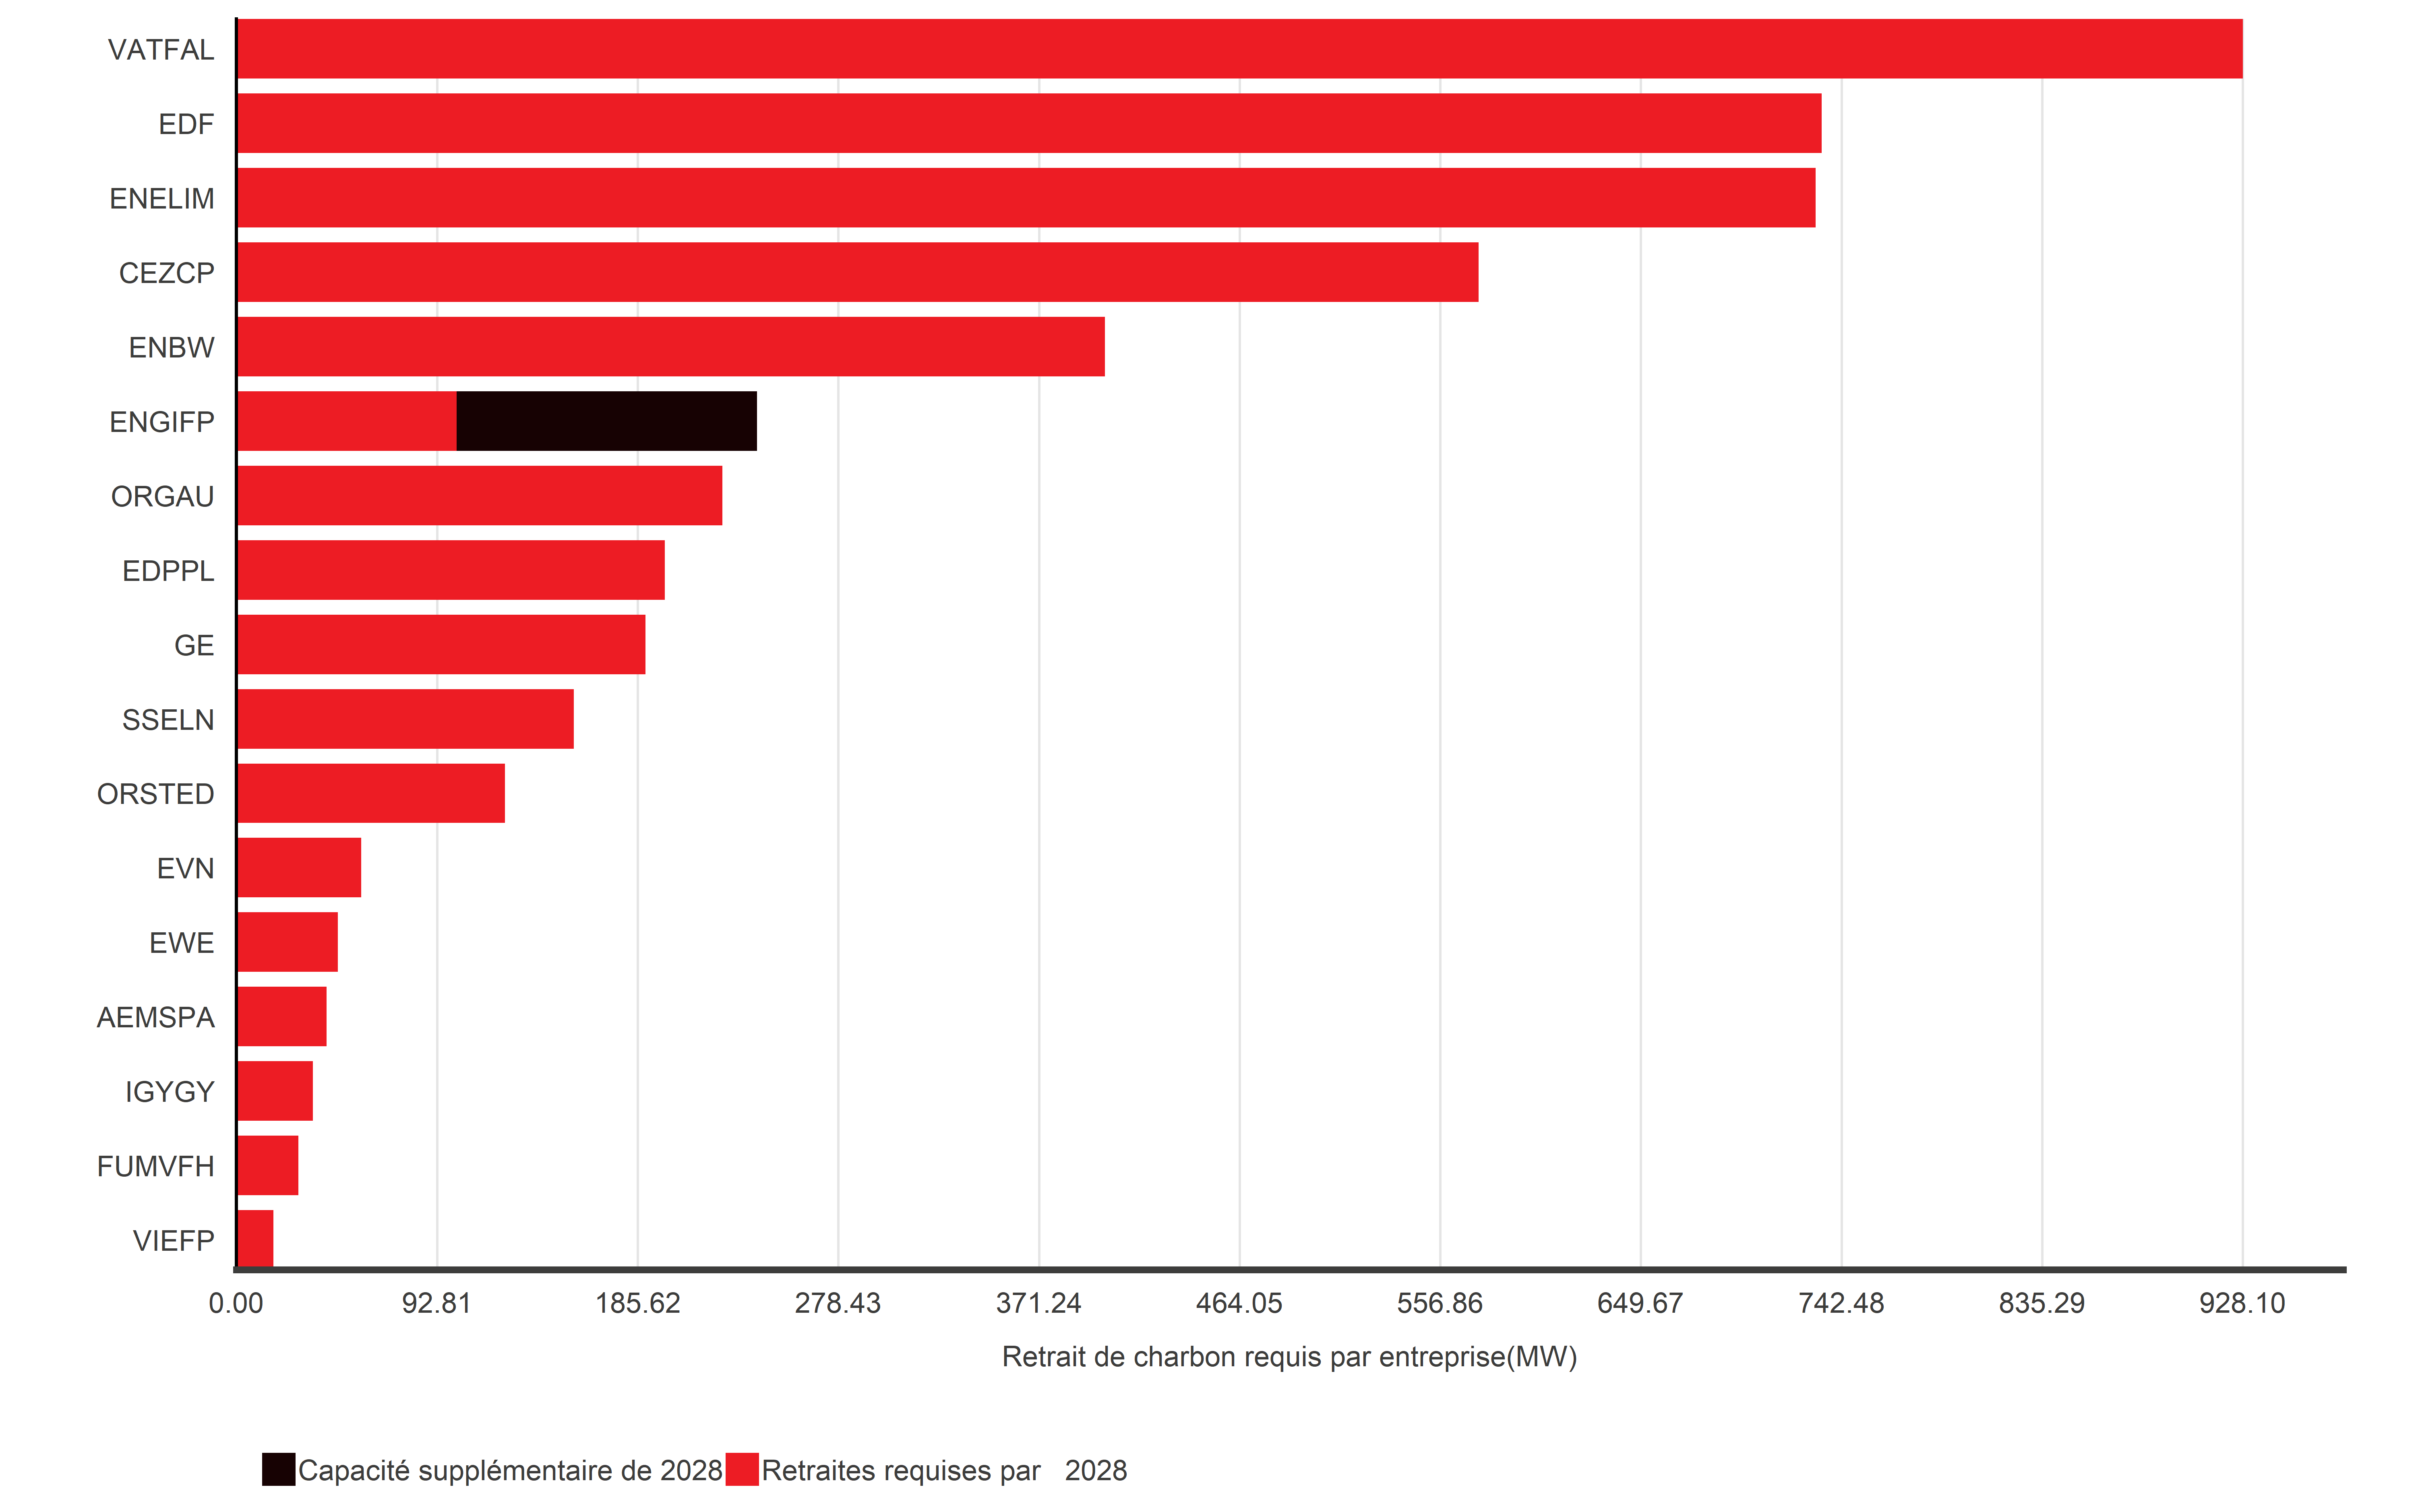 VATFAL
EDF
ENELIM
CEZCP
ENBW
ENGIFP
ORGAU
EDPPL
GE
SSELN
ORSTED
EVN
EWE
AEMSPA
IGYGY
FUMVFH
VIEFP
0.00 92.81 185.62 278.43 371.24 464.05 556.86 649.67 742.48 835.29 928.10
Retrait de charbon requis par entreprise(MW)
Capacité supplémentaire de 2028 Retraites requises par 2028